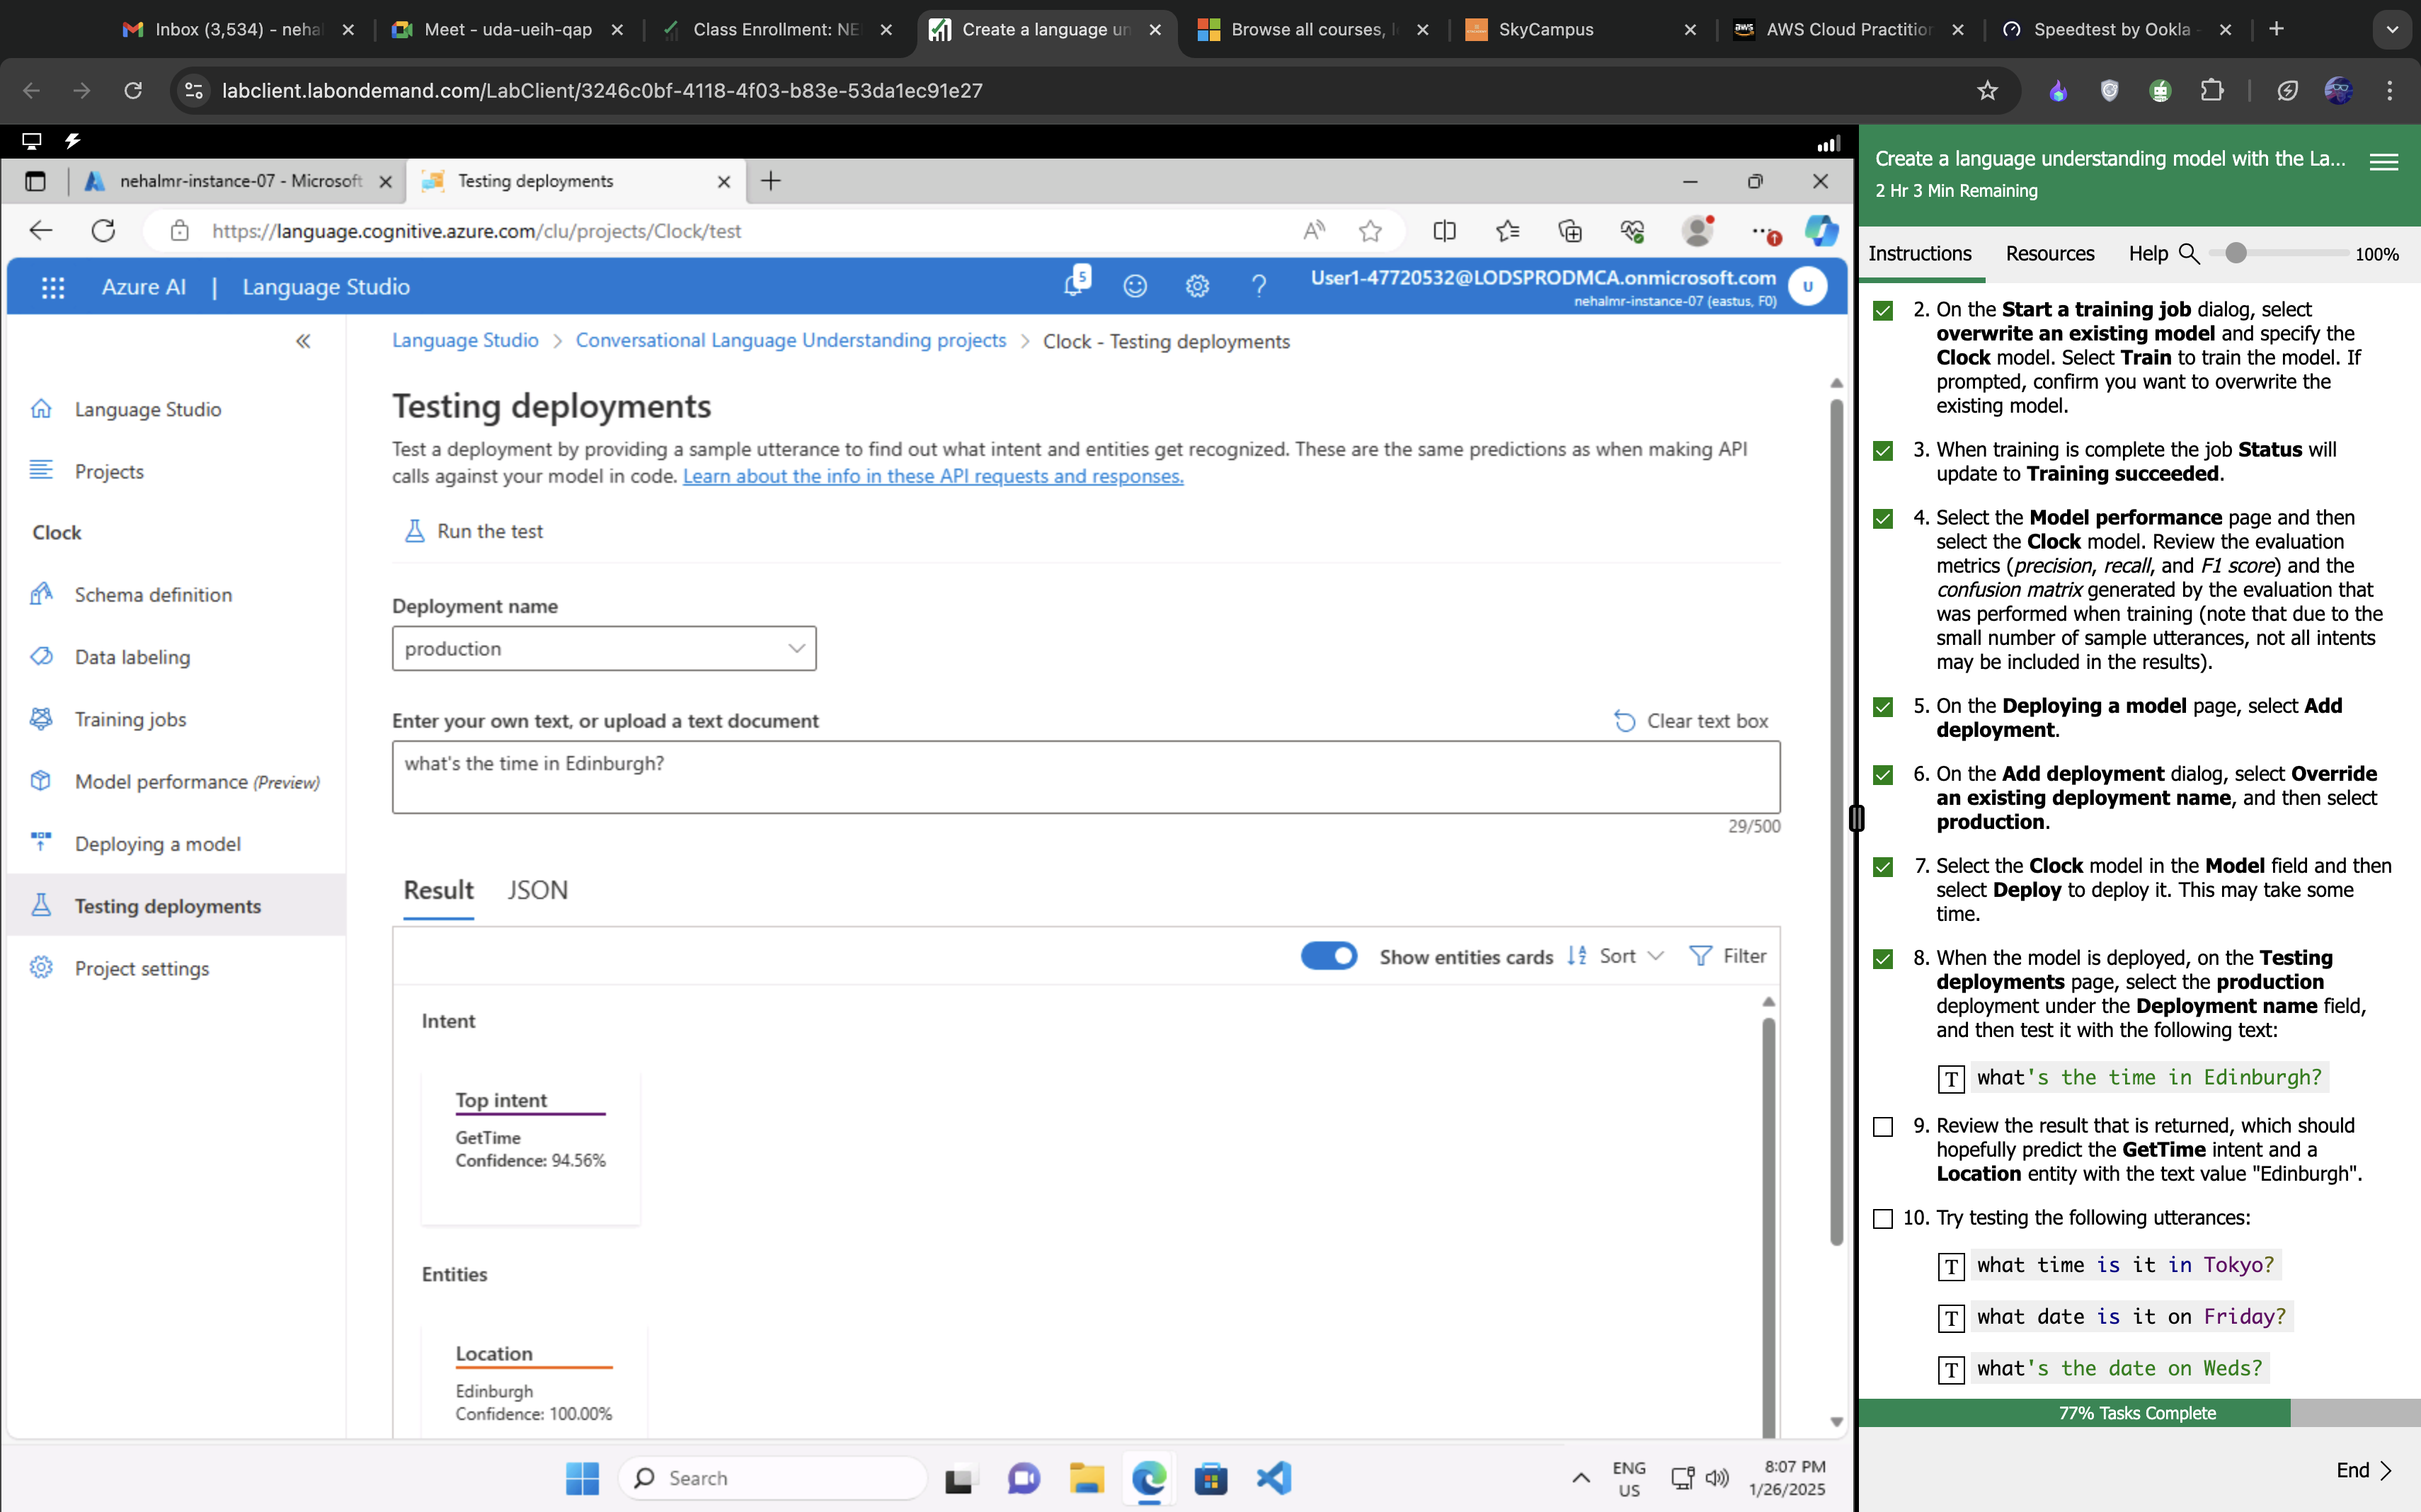 Inbox (3,534) - neha
Meet - uda-ueih-qap
Class Enrollment: NE
Create a language un
Browse all courses, l
SkyCampus
AWS Cloud Practition
Speedtest by Ookla -
labclient.labondemand.com/LabClient/3246c0bf-4118-4f03-b83e-53da1ec91e27
nehalmr-instance-07 - Microsoft
Testing deployments
https://language.cognitive.azure.com/clu/projects/Clock/test
Azure AI | Language Studio
5
User1-47720532@LODSPRODMCA.onmicrosoft.com
nehalmr-instance-07 (eastus, F0)
U
Language Studio
Projects
Clock
Schema definition
Data labeling
Training jobs
Model performance (Preview)
Deploying a model
Testing deployments
Project settings
Language Studio > Conversational Language Understanding projects > Clock - Testing deployments
Testing deployments
Test a deployment by providing a sample utterance to find out what intent and entities get recognized. These are the same predictions as when making API
calls against your model in code. Learn about the info in these API requests and responses.
Run the test
Deployment name
production
Enter your own text, or upload a text document
Clear text box
what's the time in Edinburgh?
29/500
Result
JSON
Show entities cards
Sort
Filter
Intent
Top intent
GetTime
Confidence: 94.56%
Entities
Location
Edinburgh
Confidence: 100.00%
Search
ENG
US
8:07 PM
1/26/2025
Create a language understanding model with the La...
2 Hr 3 Min Remaining
Instructions
Resources
Help
100%
2. On the Start a training job dialog, select
overwrite an existing model and specify the
Clock model. Select Train to train the model. If
prompted, confirm you want to overwrite the
existing model.
3. When training is complete the job Status will
update to Training succeeded.
4. Select the Model performance page and then
select the Clock model. Review the evaluation
metrics (precision, recall, and F1 score) and the
confusion matrix generated by the evaluation that
was performed when training (note that due to the
small number of sample utterances, not all intents
may be included in the results).
5. On the Deploying a model page, select Add
deployment.
6. On the Add deployment dialog, select Override
an existing deployment name, and then select
production.
7. Select the Clock model in the Model field and then
select Deploy to deploy it. This may take some
time.
8. When the model is deployed, on the Testing
deployments page, select the production
deployment under the Deployment name field,
and then test it with the following text:
T what's the time in Edinburgh?
9. Review the result that is returned, which should
hopefully predict the GetTime intent and a
Location entity with the text value "Edinburgh".
10. Try testing the following utterances:
T what time is it in Tokyo?
T what date is it on Friday?
T what's the date on Weds?
77% Tasks Complete
End >